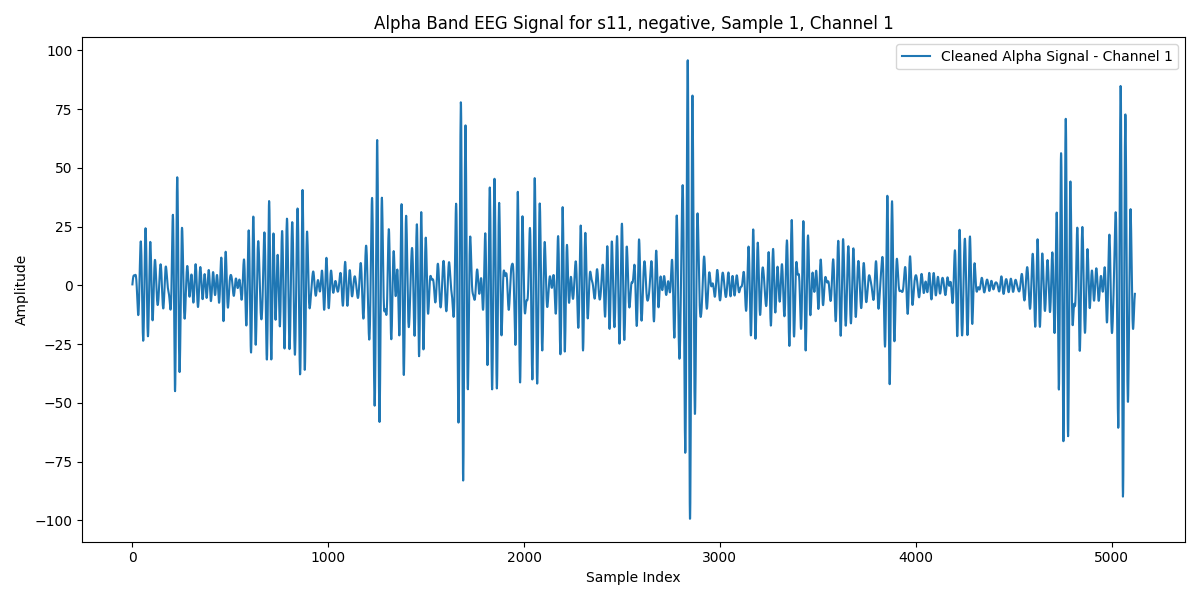 Alpha Band EEG Signal for s11, negative, Sample 1, Channel 1
Cleaned Alpha Signal - Channel 1
Amplitude
100
75
50
25
0
−25
−50
−75
−100
0 1000 2000 3000 4000 5000
Sample Index